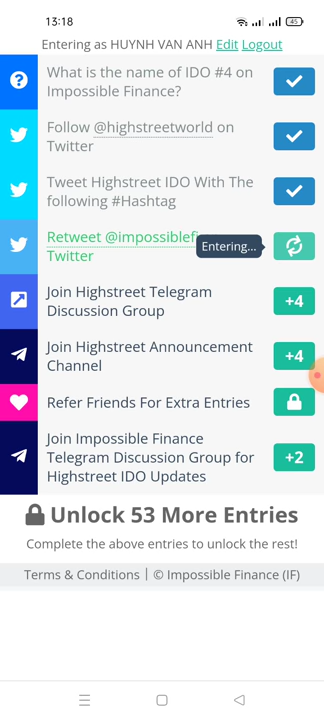 13:18
45
Entering as HUYNH VAN ANH Edit Logout
What is the name of IDO #4 on
Impossible Finance?
Follow @highstreetworld on
Twitter
Tweet Highstreet IDO With The
following #Hashtag
Retweet @impossiblef
Twitter
Entering...
Join Highstreet Telegram
Discussion Group
+4
Join Highstreet Announcement
Channel
+4
Refer Friends For Extra Entries
Join Impossible Finance
Telegram Discussion Group for
Highstreet IDO Updates
+2
Unlock 53 More Entries
Complete the above entries to unlock the rest!
Terms & Conditions | © Impossible Finance (IF)